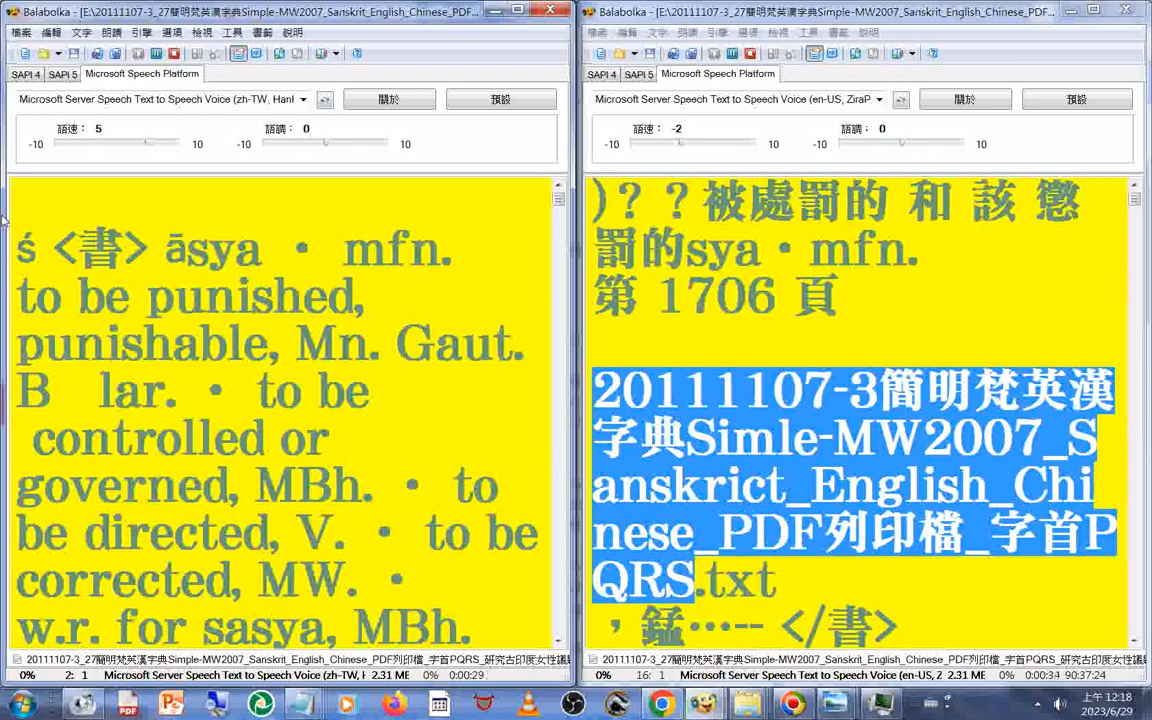 Balabolka - [E:\20111107-3_27簡明梵英漢字典Simple-MW2007_Sanskrit_English_Chinese_PDF...
檔案 編輯 文字 朗讀 引擎 選項 檢視 工具 書籤 說明
SAPI 4 SAPI 5 Microsoft Speech Platform
Microsoft Server Speech Text to Speech Voice (zh-TW, Han
關於 預設
語速： 5 語調： 0
-10 10 -10 10
ś <書> āsya • mfn.
to be punished,
punishable, Mn. Gaut.
B lar. • to be
controlled or
governed, MBh. • to
be directed, V. • to be
corrected, MW. •
w.r. for sasya, MBh.
20111107-3_27簡明梵英漢字典Simple-MW2007_Sanskrit_English_Chinese_PDF列印檔_字首PQRS_研究古印度女性議
0% 2: 1 Microsoft Server Speech Text to Speech Voice (zh-TW, H 2.31 ME 0% 0:00:29
Balabolka - [E:\20111107-3_27簡明梵英漢字典Simple-MW2007_Sanskrit_English_Chinese_PDF...
檔案 編輯 文字 朗讀 引擎 選項 檢視 工具 書籤 說明
SAPI 4 SAPI 5 Microsoft Speech Platform
Microsoft Server Speech Text to Speech Voice (en-US, ZiraP
關於 預設
語速： -2 語調： 0
-10 10 -10 10
)？？被處罰的 和 該 懲
罰的sya•mfn.
第 1706 頁
20111107-3簡明梵英漢
字典Simle-MW2007_S
anskrict_English_Chi
nese_PDF列印檔_字首P
QRS.txt
，錳…-- </書>
20111107-3_27簡明梵英漢字典Simple-MW2007_Sanskrit_English_Chinese_PDF列印檔_字首PQRS_研究古印度女性議
0% 16: 1 Microsoft Server Speech Text to Speech Voice (en-US, Z 2.31 ME 0% 0:00:34 90:37:24
上午 12:18
2023/6/29